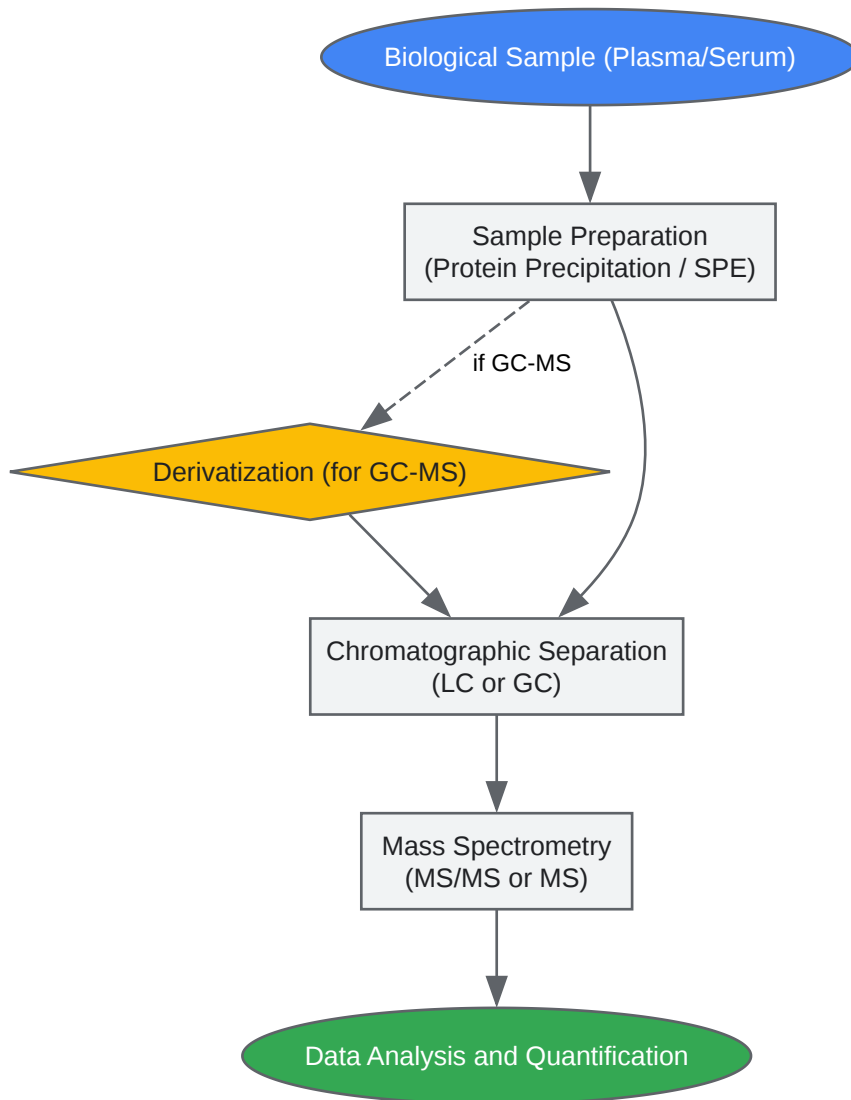 Biological Sample (Plasma/Serum)
Sample Preparation
(Protein Precipitation / SPE)
if GC-MS
Derivatization (for GC-MS)
Chromatographic Separation
(LC or GC)
Mass Spectrometry
(MS/MS or MS)
Data Analysis and Quantification